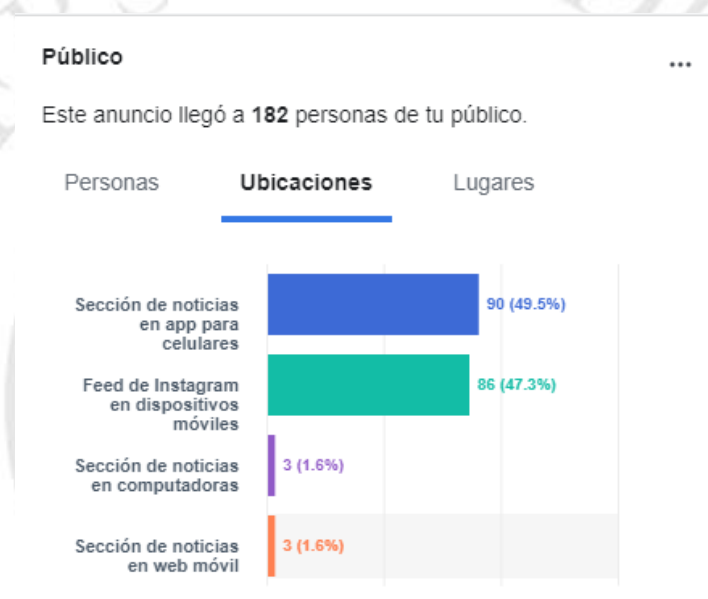 Público
...
Este anuncio llegó a 182 personas de tu público.
Personas Ubicaciones Lugares
Sección de noticias
en app para
celulares
90 (49.5%)
Feed de Instagram
en dispositivos
móviles
86 (47.3%)
Sección de noticias
en computadoras
3 (1.6%)
Sección de noticias
en web móvil
3 (1.6%)